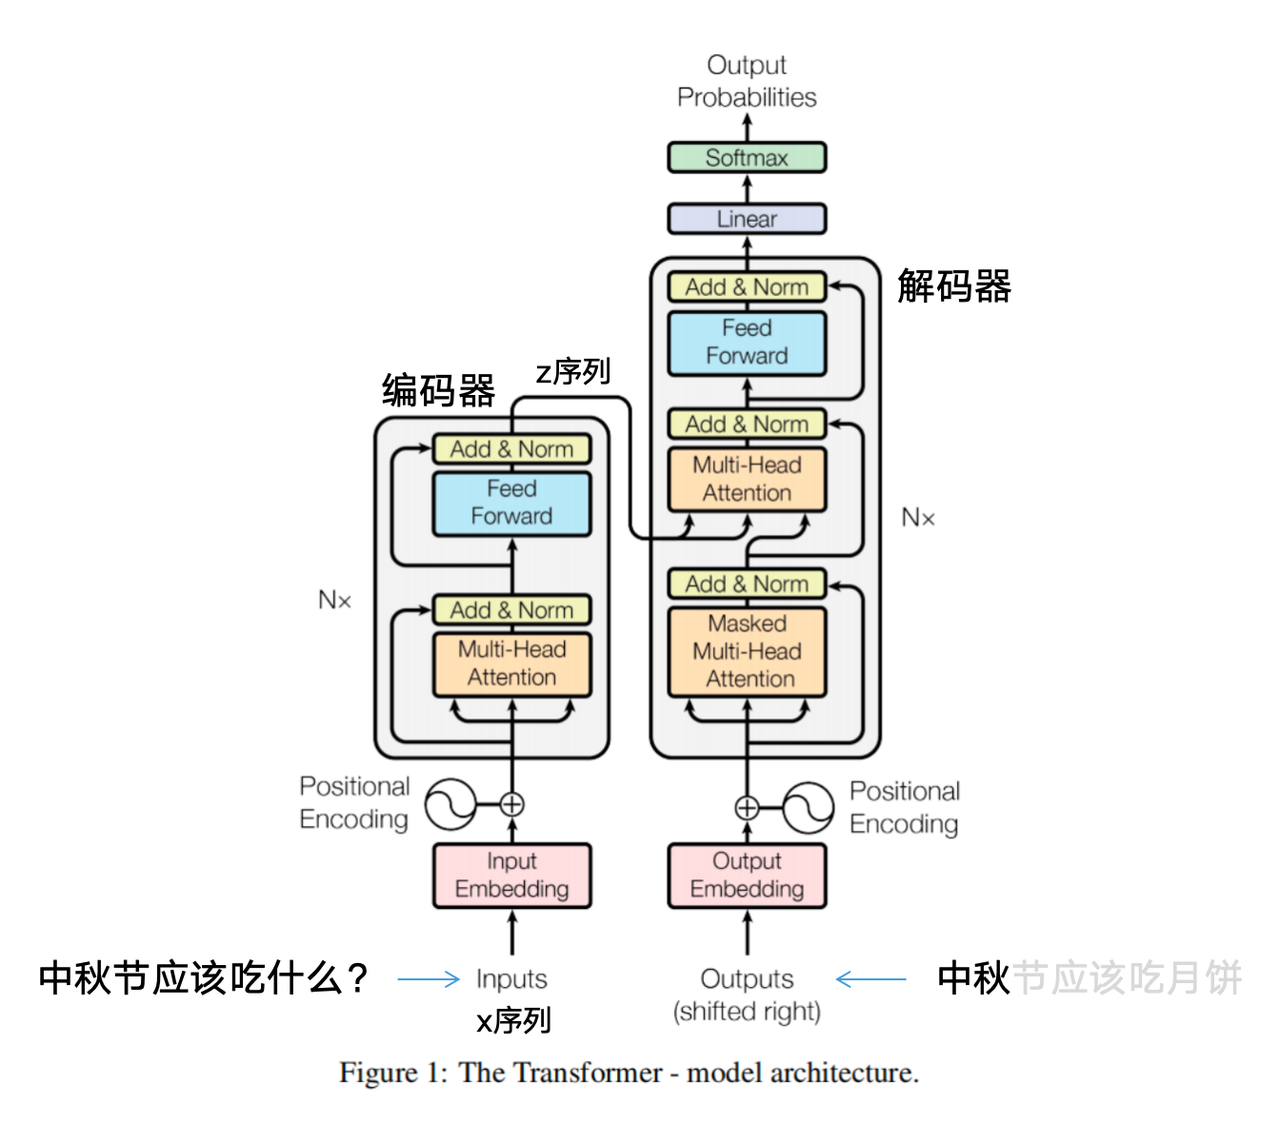 Output
Probabilities
Softmax
Linear
解码器
Add & Norm
Feed
Forward
Add & Norm
Multi-Head
Attention
Nx
Add & Norm
Masked
Multi-Head
Attention
编码器
z序列
Add & Norm
Feed
Forward
Nx
Add & Norm
Multi-Head
Attention
Positional
Encoding
Positional
Encoding
Input
Embedding
Output
Embedding
中秋节应该吃什么？
Inputs
x序列
Outputs
(shifted right)
中秋节应该吃月饼
Figure 1: The Transformer - model architecture.